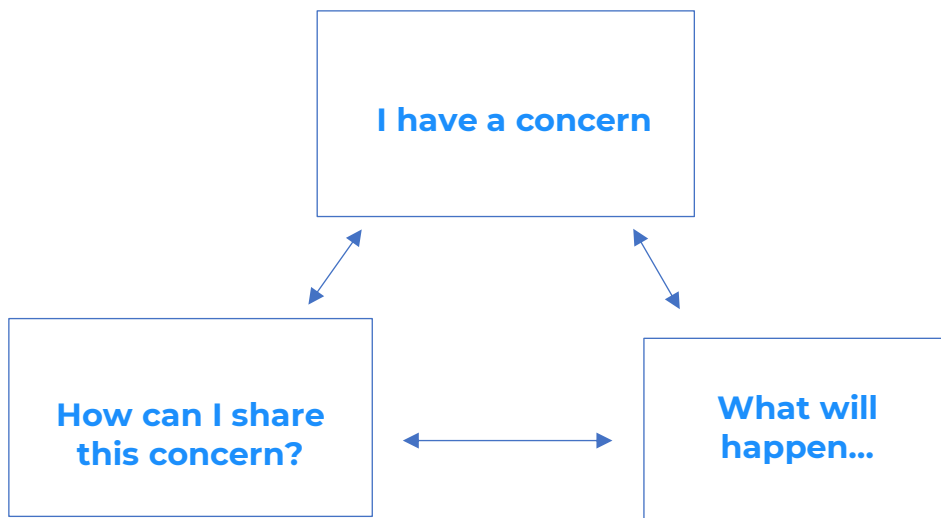 I have a concern
How can I share
this concern?
What will
happen...